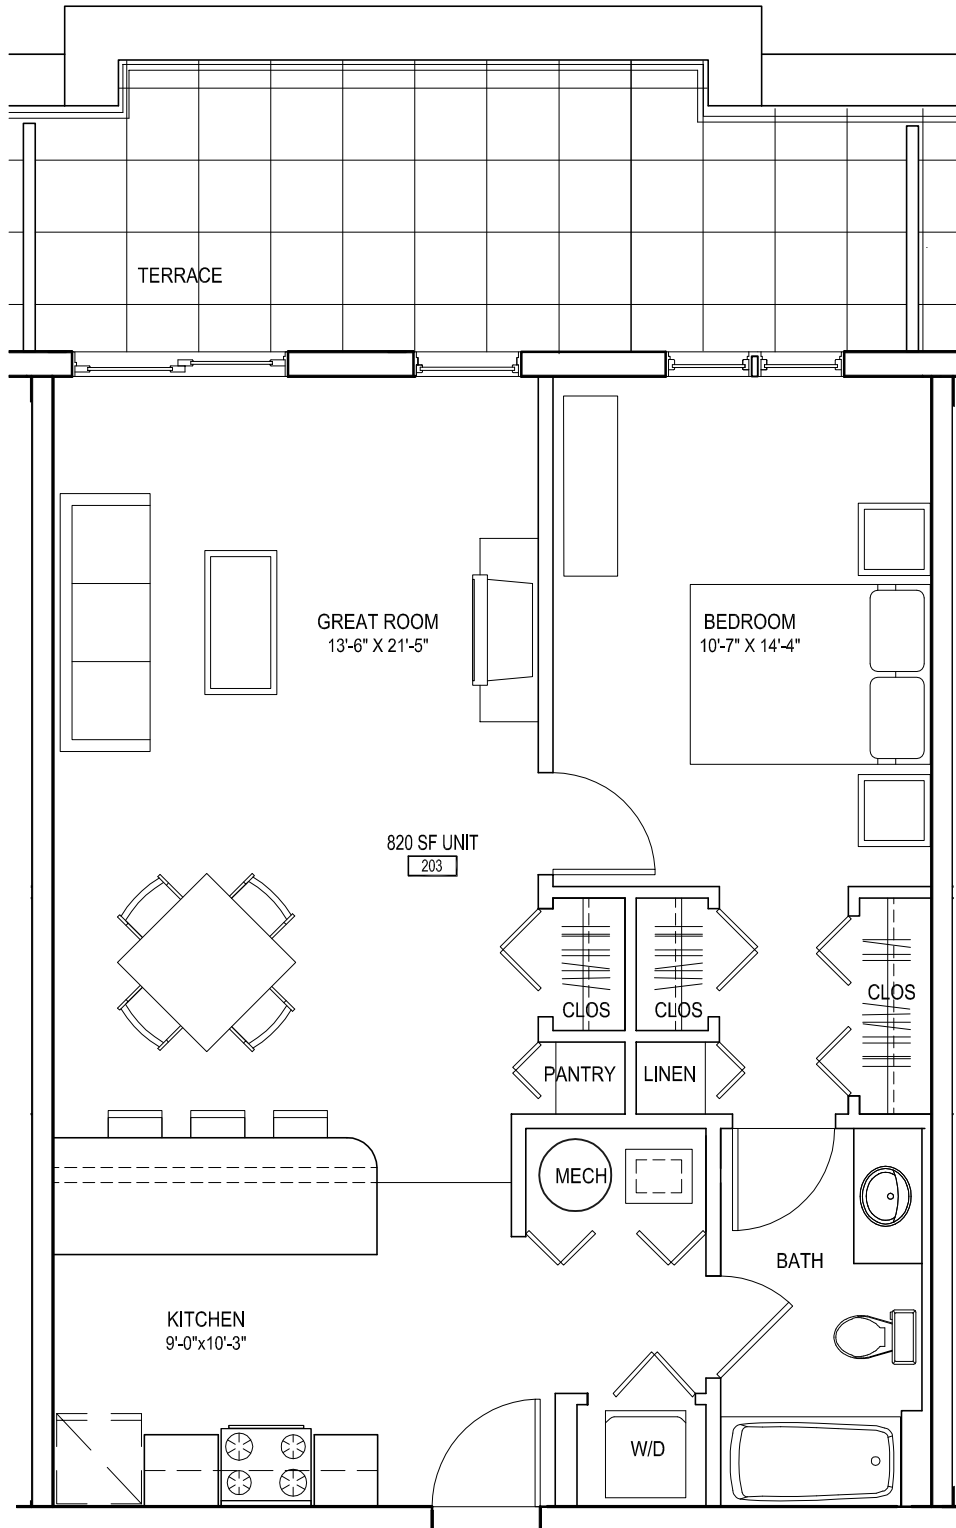 TERRACE
GREAT ROOM
13'-6" X 21'-5"
BEDROOM
10'-7" X 14'-4"
820 SF UNIT
203
CLOS
CLOS
CLOS
PANTRY
LINEN
MECH
BATH
KITCHEN
9'-0"x10'-3"
W/D